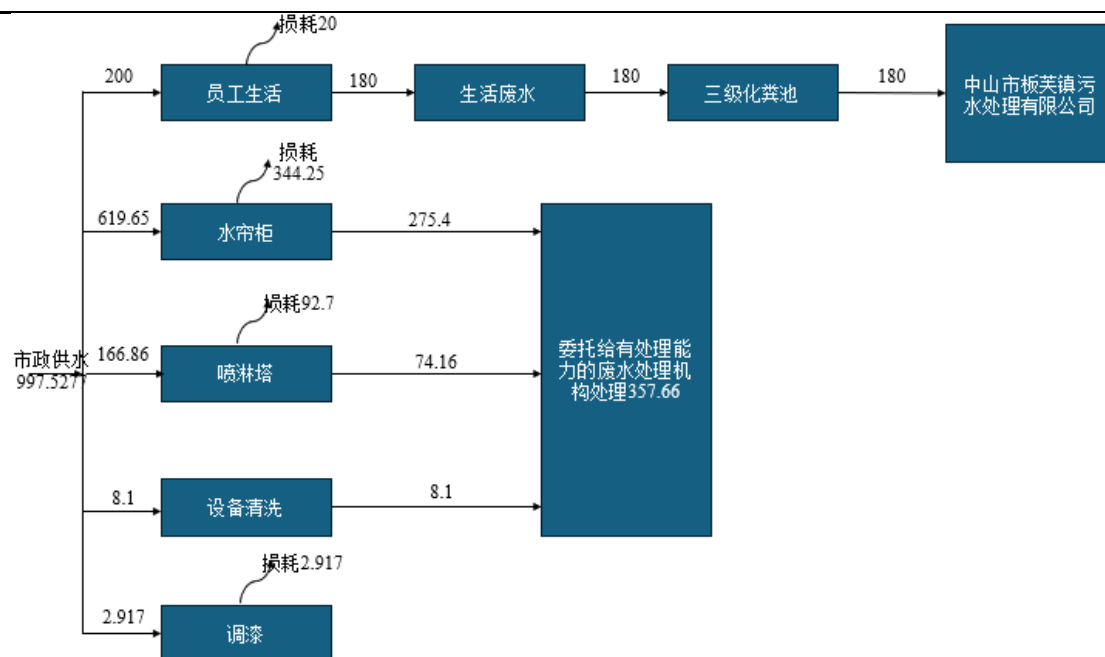 损耗20
200
员工生活
180
生活废水
180
三级化粪池
180
中山市板芙镇污
水处理有限公司
损耗
344.25
619.65
水帘柜
275.4
损耗92.7
市政供水
997.5277
166.86
喷淋塔
74.16
委托给有处理能
力的废水处理机
构处理357.66
8.1
设备清洗
8.1
损耗2.917
2.917
调漆